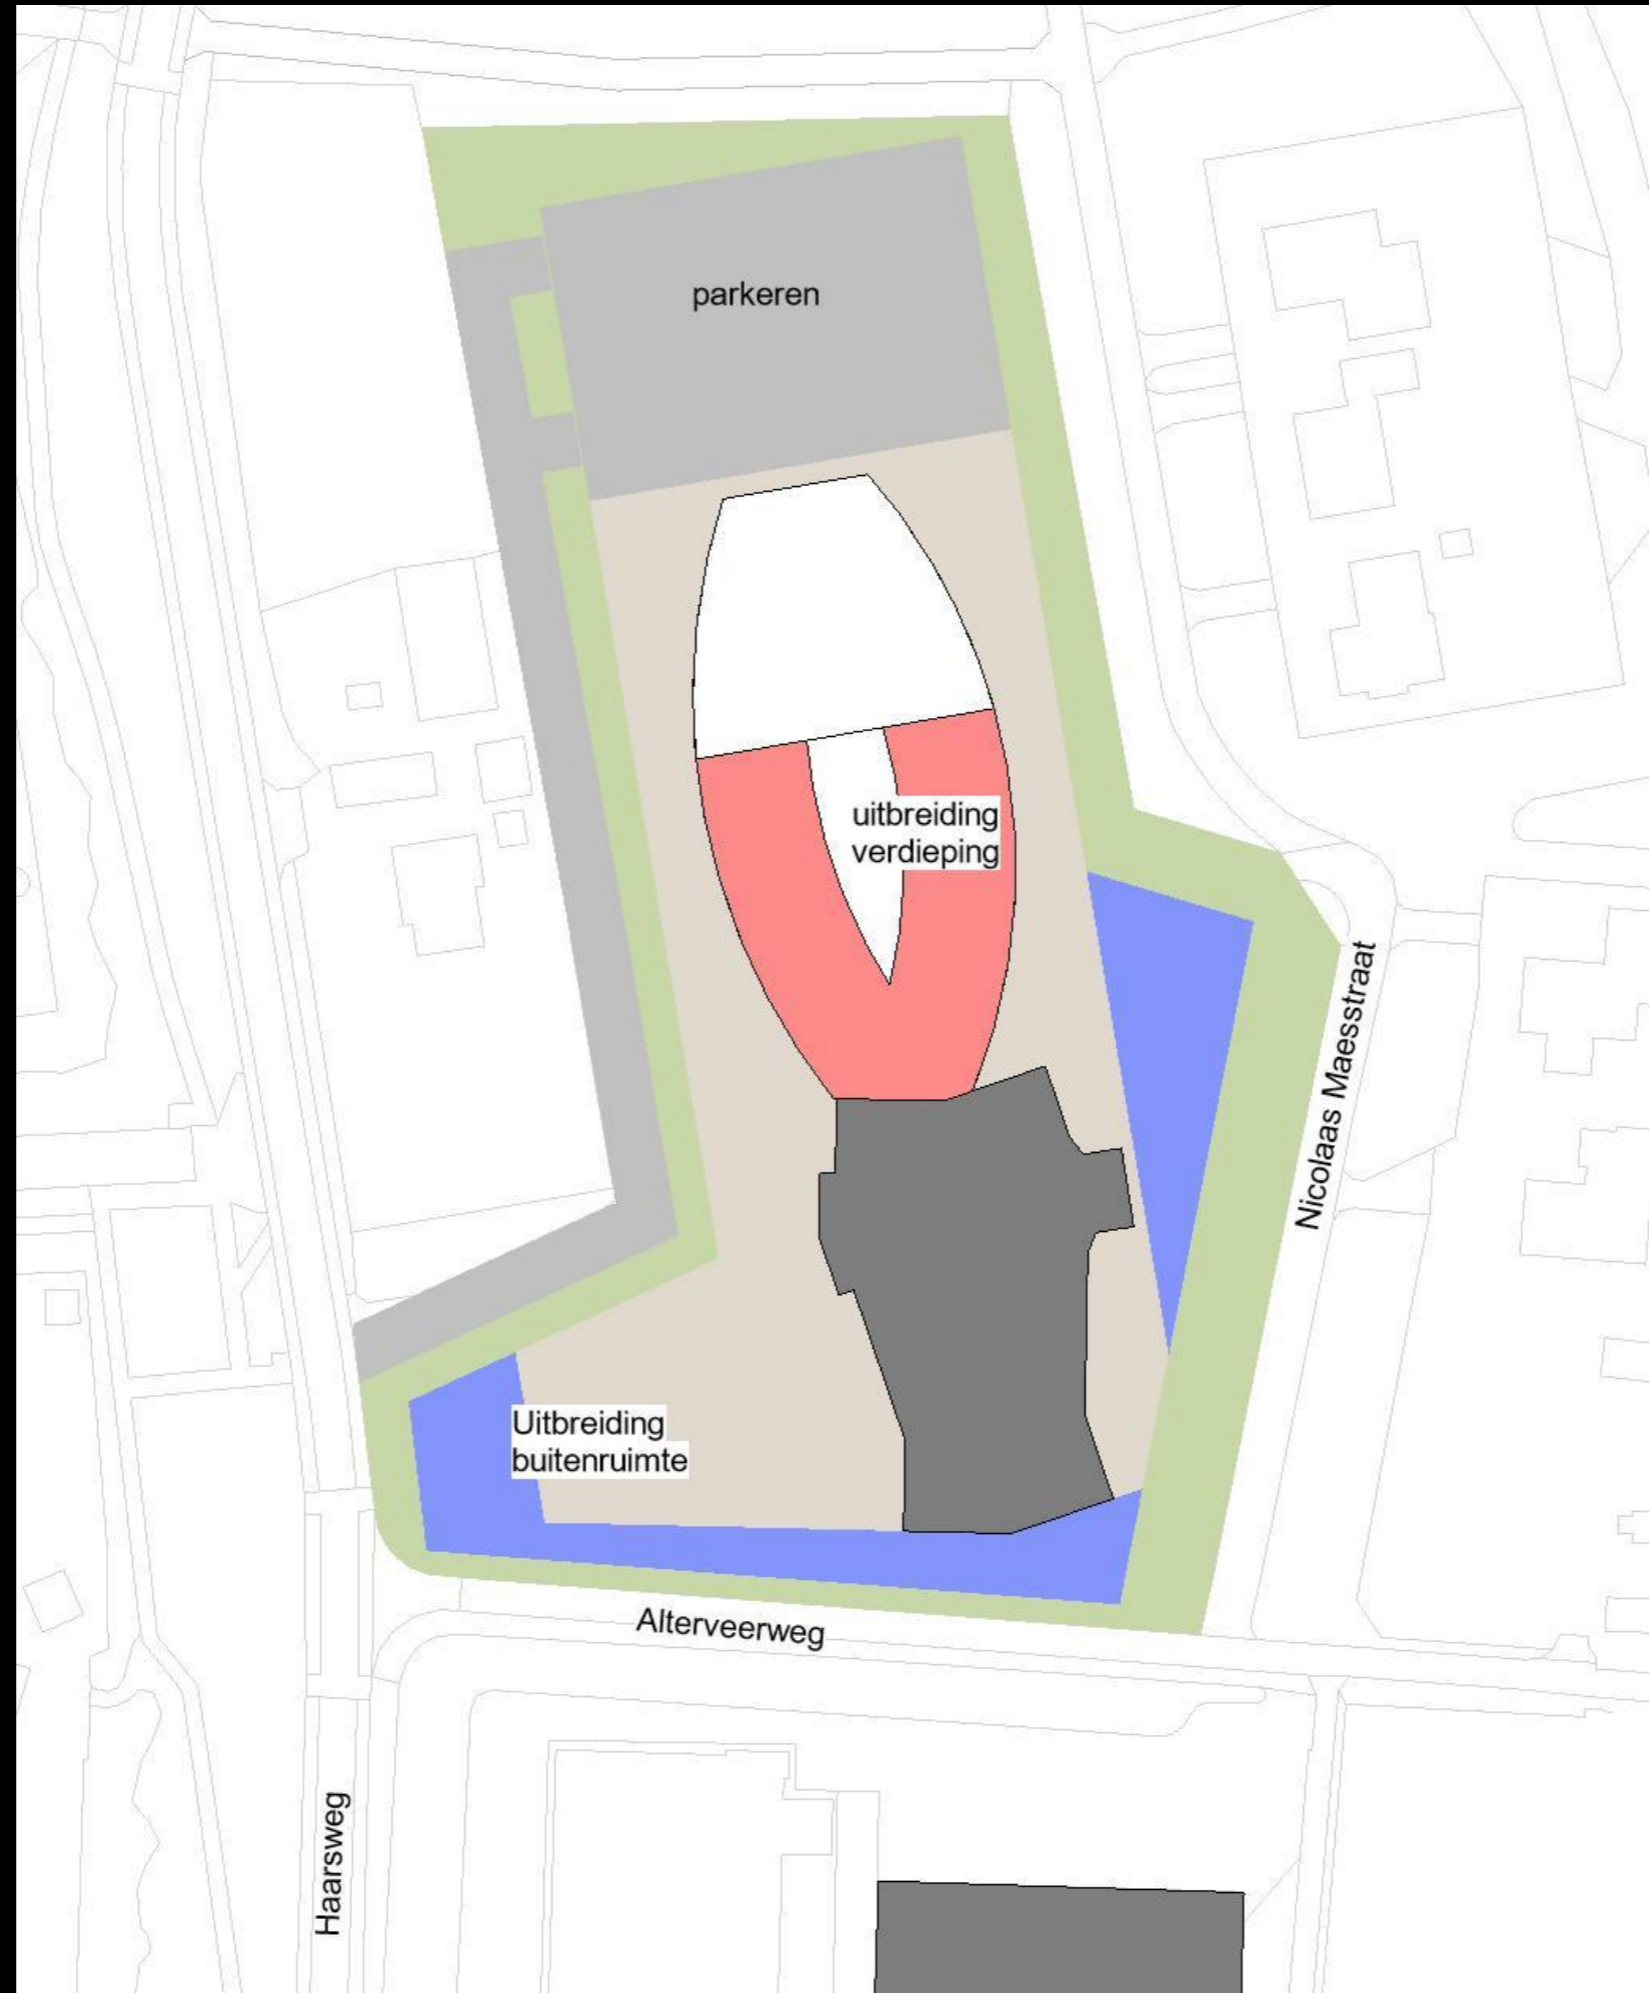 parkeren
uitbreiding
verdieping
Nicolaas Maesstraat
Uitbreiding
buitenruimte
Alterveerweg
Haarsweg